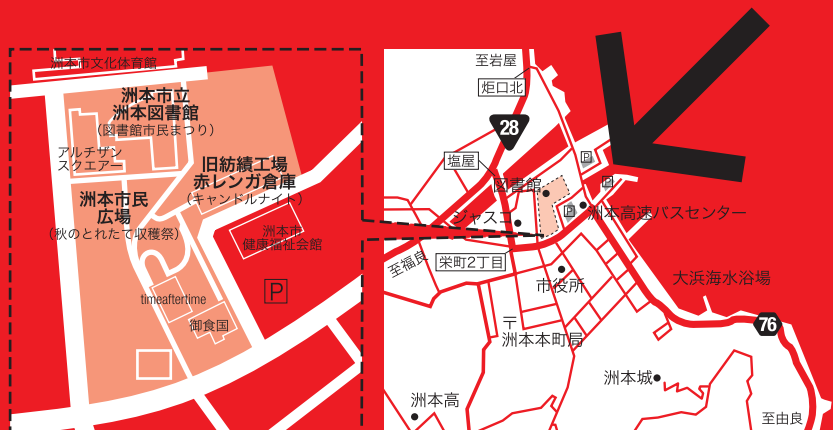 洲本市文化体育館
洲本市立
洲本図書館
(図書館市民まつり)
アルチザン
スクエアー
旧紡績工場
赤レンガ倉庫
(キャンドルナイト)
洲本市民
広場
(秋のとれたて収穫祭)
洲本市
健康福祉会館
P
timeaftertime
御食国
至岩屋
炬口北
28
塩屋
図書館
P
P
P
ジャスコ
洲本高速バスセンター
栄町2丁目
至福良
市役所
大浜海水浴場
〒
洲本本町局
76
洲本城
洲本高
至由良